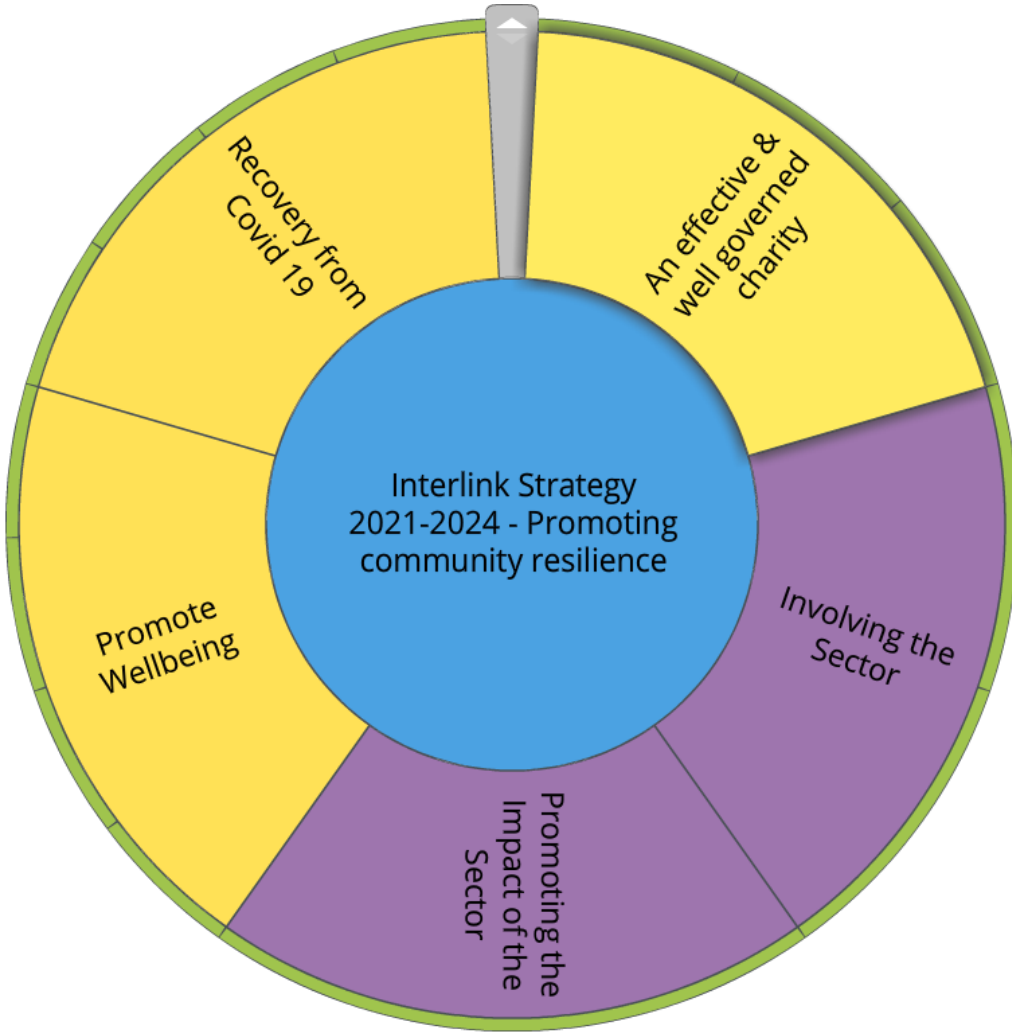 Interlink Strategy
2021-2024 - Promoting
community resilience
An effective &
well governed
charity
Involving the
Sector
Promoting the
Impact of the
Sector
Promote
Wellbeing
Recovery from
Covid 19